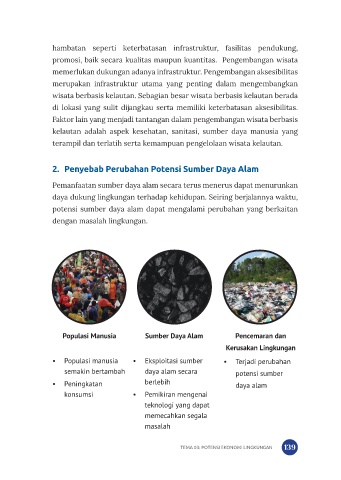 hambatan seperti keterbatasan infrastruktur, fasilitas pendukung,
promosi, baik secara kualitas maupun kuantitas. Pengembangan wisata
memerlukan dukungan adanya infrastruktur. Pengembangan aksesibilitas
merupakan infrastruktur utama yang penting dalam mengembangkan
wisata berbasis kelautan. Sebagian besar wisata berbasis kelautan berada
di lokasi yang sulit dijangkau serta memiliki keterbatasan aksesibilitas.
Faktor lain yang menjadi tantangan dalam pengembangan wisata berbasis
kelautan adalah aspek kesehatan, sanitasi, sumber daya manusia yang
terampil dan terlatih serta kemampuan pengelolaan wisata kelautan.
2. Penyebab Perubahan Potensi Sumber Daya Alam
Pemanfaatan sumber daya alam secara terus menerus dapat menurunkan
daya dukung lingkungan terhadap kehidupan. Seiring berjalannya waktu,
potensi sumber daya alam dapat mengalami perubahan yang berkaitan
dengan masalah lingkungan.
Populasi Manusia
• Populasi manusia
semakin bertambah
• Peningkatan
konsumsi
Sumber Daya Alam
• Eksploitasi sumber
daya alam secara
berlebih
• Pemikiran mengenai
teknologi yang dapat
memecahkan segala
masalah
Pencemaran dan
Kerusakan Lingkungan
• Terjadi perubahan
potensi sumber
daya alam
TEMA 03: POTENSI EKONOMI LINGKUNGAN 139